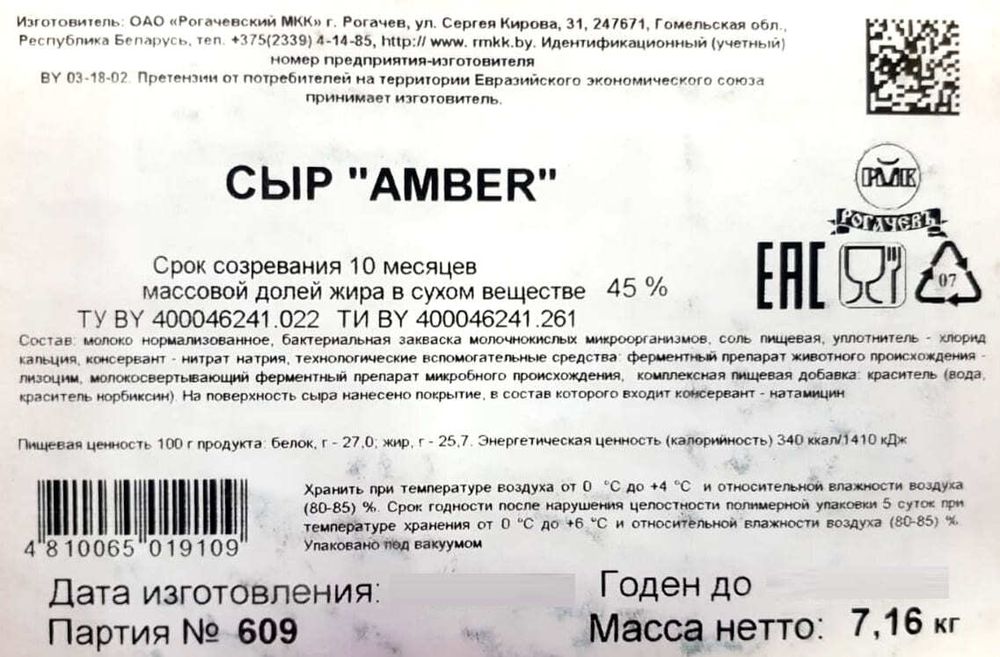 Изготовитель: ОАО «Рогачевский МКК» г. Рогачев, ул. Сергея Кирова, 31, 247671, Гомельская обл.,
Республика Беларусь, тел. +375(2339) 4-14-85, http:// www. rmkk.by. Идентификационный (учетный)
номер предприятия-изготовителя
BY 03-18-02. Претензии от потребителей на территории Евразийского экономического союза
принимает изготовитель.
СЫР "AMBER"
РМКК
РОГАЧЕВЪ
Срок созревания 10 месяцев
массовой долей жира в сухом веществе 45 %
EAC
07
ТУ BY 400046241.022 ТИ BY 400046241.261
Состав: молоко нормализованное, бактериальная закваска молочнокислых микроорганизмов, соль пищевая, уплотнитель - хлорид
кальция, консервант - нитрат натрия, технологические вспомогательные средства: ферментный препарат животного происхождения -
лизоцим, молокосвертывающий ферментный препарат микробного происхождения, комплексная пищевая добавка: краситель (вода,
краситель норбиксин). На поверхность сыра нанесено покрытие, в состав которого входит консервант - натамицин
Пищевая ценность 100 г продукта: белок, г - 27,0; жир, г - 25,7. Энергетическая ценность (калорийность) 340 ккал/1410 кДж
Хранить при температуре воздуха от 0 °С до +4 °С и относительной влажности воздуха
(80-85) %. Срок годности после нарушения целостности полимерной упаковки 5 суток при
температуре хранения от 0 °С до +6 °С и относительной влажности воздуха (80-85) %.
Упаковано под вакуумом
4 810065 019109
Дата изготовления:
Годен до
Партия № 609
Масса нетто: 7,16 кг